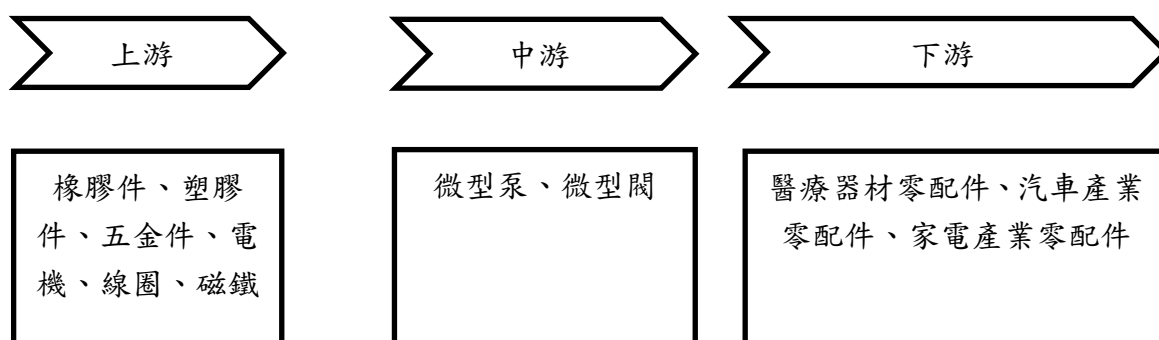 上游
中游
下游
橡膠件、塑膠
件、五金件、電
機、線圈、磁鐵
微型泵、微型閥
醫療器材零配件、汽車產業
零配件、家電產業零配件